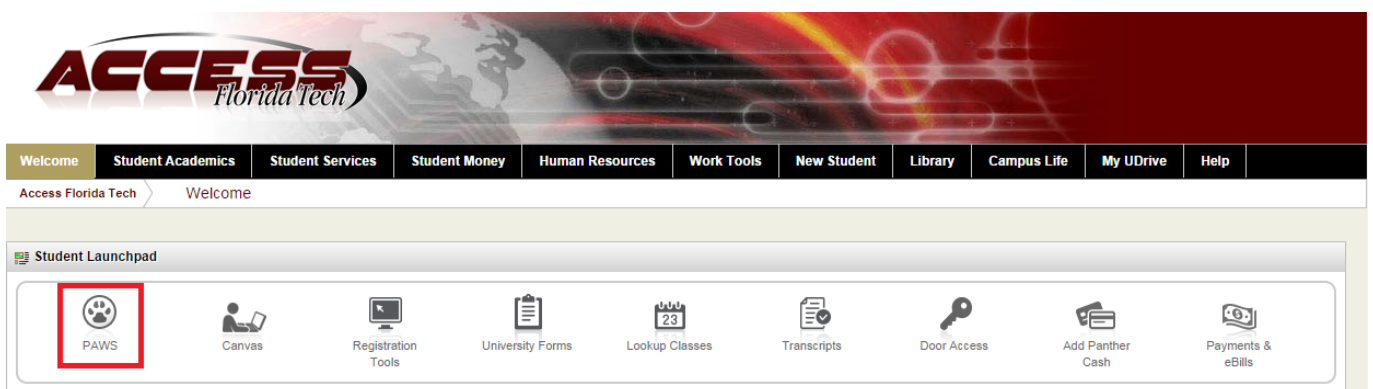 ACCESS
Florida Tech
Welcome Student Academics Student Services Student Money Human Resources Work Tools New Student Library Campus Life My UDrive Help
Access Florida Tech Welcome
Student Launchpad
23
PAWS Canvas Registration University Forms Lookup Classes Transcripts Door Access Add Panther Payments &
Tools Cash eBills